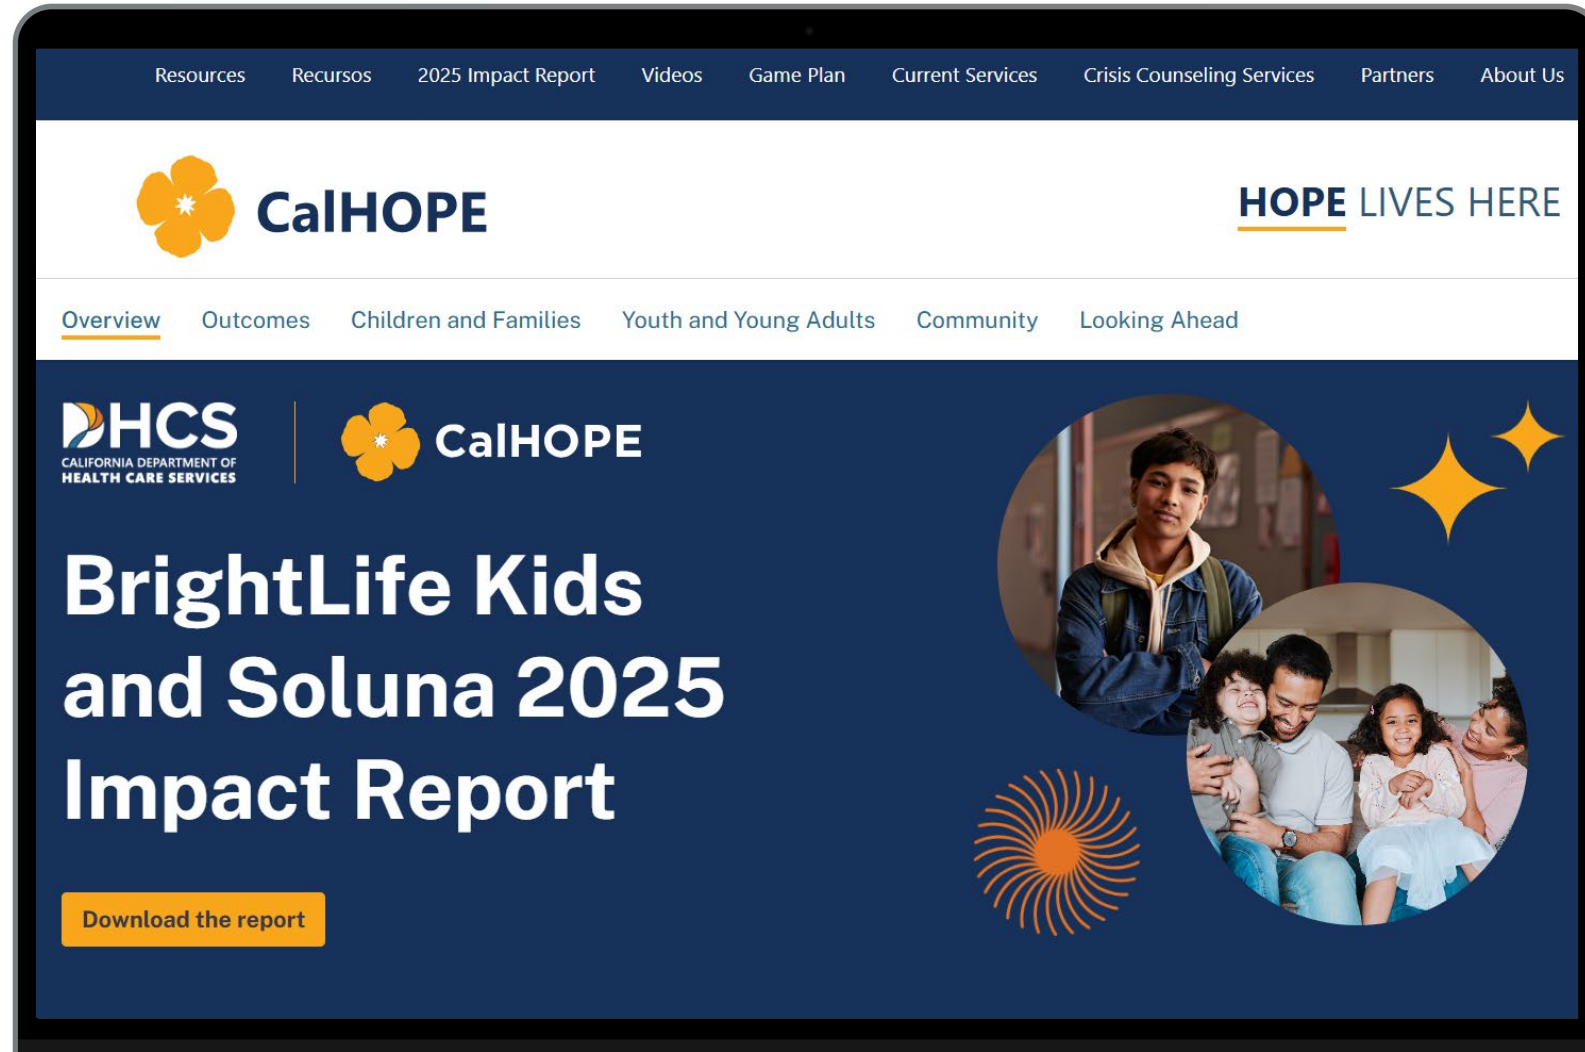 Resources Recursos 2025 Impact Report Videos Game Plan Current Services Crisis Counseling Services Partners About Us
CalHOPE
HOPE LIVES HERE
Overview Outcomes Children and Families Youth and Young Adults Community Looking Ahead
DHCS
CALIFORNIA DEPARTMENT OF
HEALTH CARE SERVICES
CalHOPE
BrightLife Kids
and Soluna 2025
Impact Report
Download the report